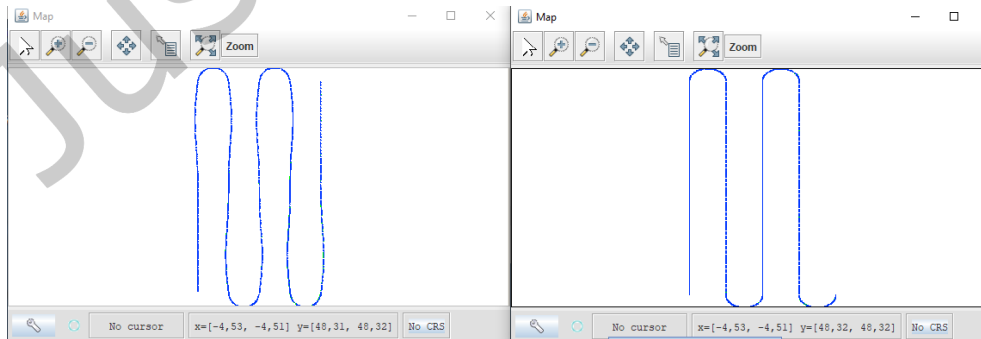 Map
Zoom
No cursor
x=[-4,53, -4,51] y=[48,31, 48,32]
No CRS
Map
Zoom
No cursor
x=[-4,53, -4,51] y=[48,32, 48,32]
No CRS